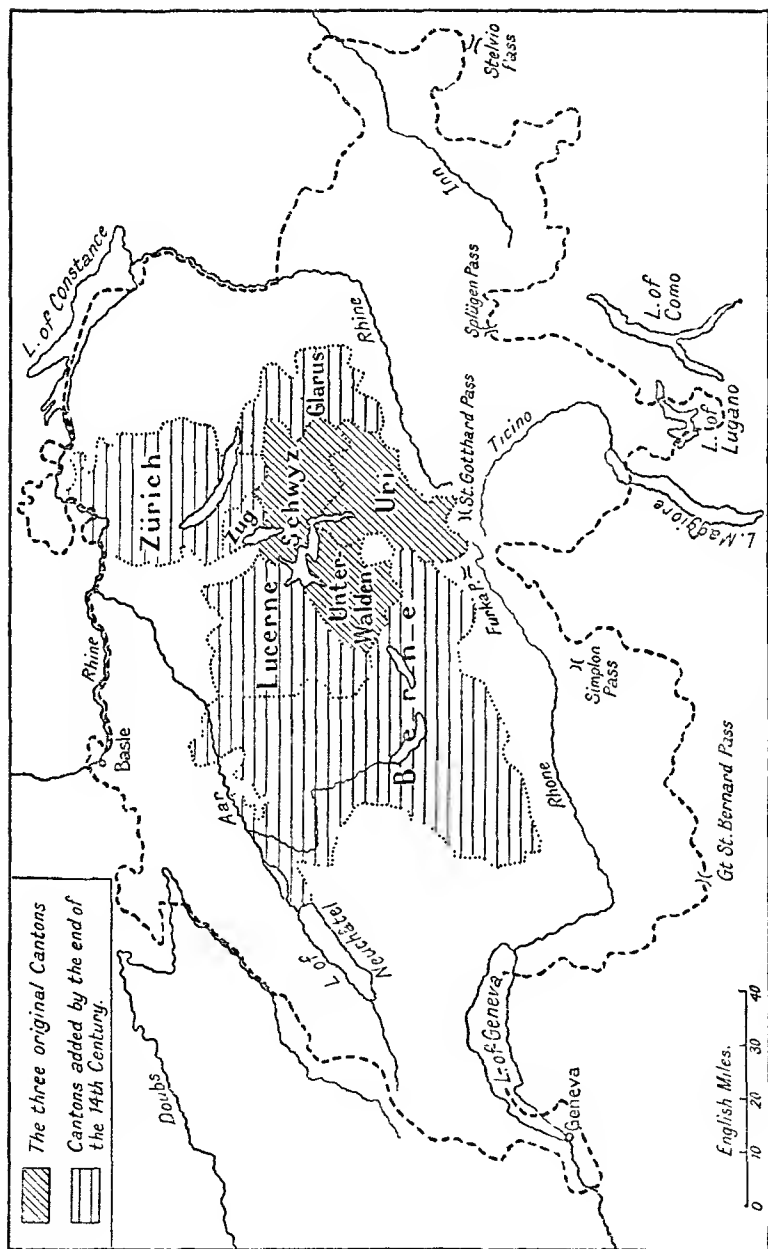 The three original Cantons
Cantons added by the end of
the 14th Century.
Doubs
Basle
Rhine
L. of Constance
Aar
Zürich
Zug
Lucerne
Schwyz
Glarus
Unter
Walden
Uri
Rhine
Inn
Stelvio
Pass
Berne
L. of
Neuchâtel
Furka P.
St. Gotthard Pass
Splügen Pass
Ticino
Rhone
Simplon
Pass
L. of Geneva
Geneva
Gt St. Bernard Pass
L. Maggiore
L. of
Lugano
L. of
Como
English Miles.
0 10 20 30 40